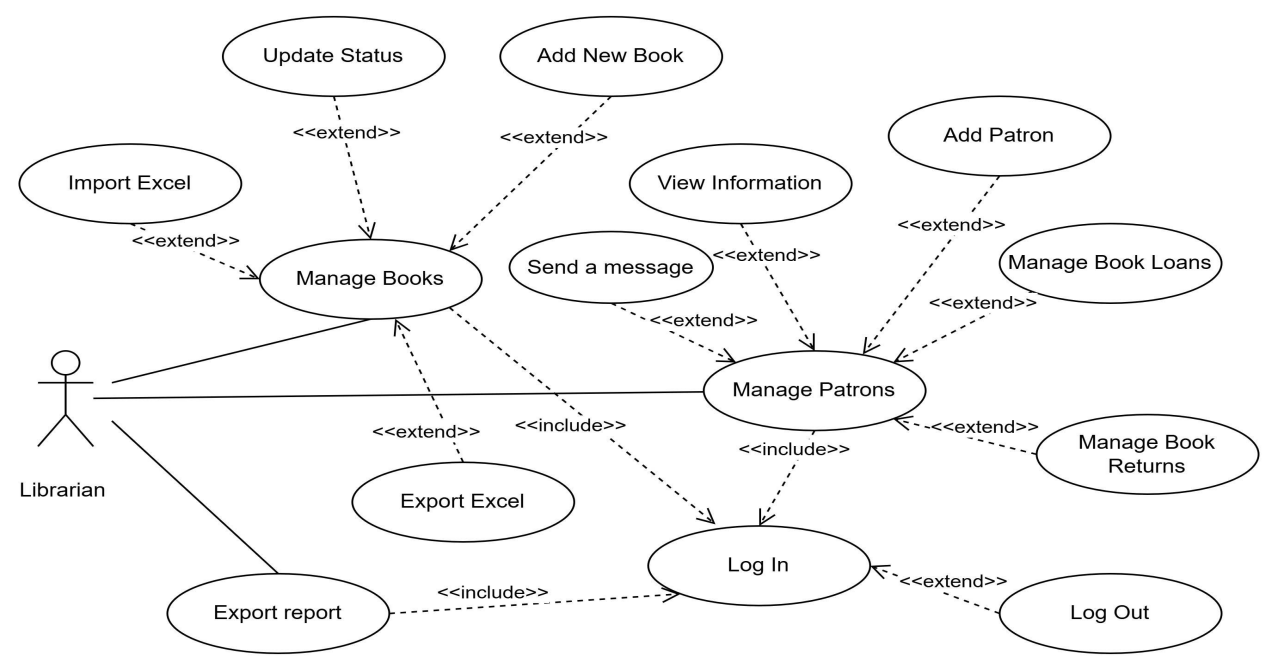 Update Status
Add New Book
<<extend>>
<<extend>>
Add Patron
Import Excel
View Information
<<extend>>
<<extend>>
<<extend>>
Manage Books
Send a message
Manage Book Loans
<<extend>>
<<extend>>
Manage Patrons
<<extend>>
<<include>>
<<extend>>
<<include>>
Manage Book
Returns
Librarian
Export Excel
Log In
<<include>>
<<extend>>
Export report
Log Out